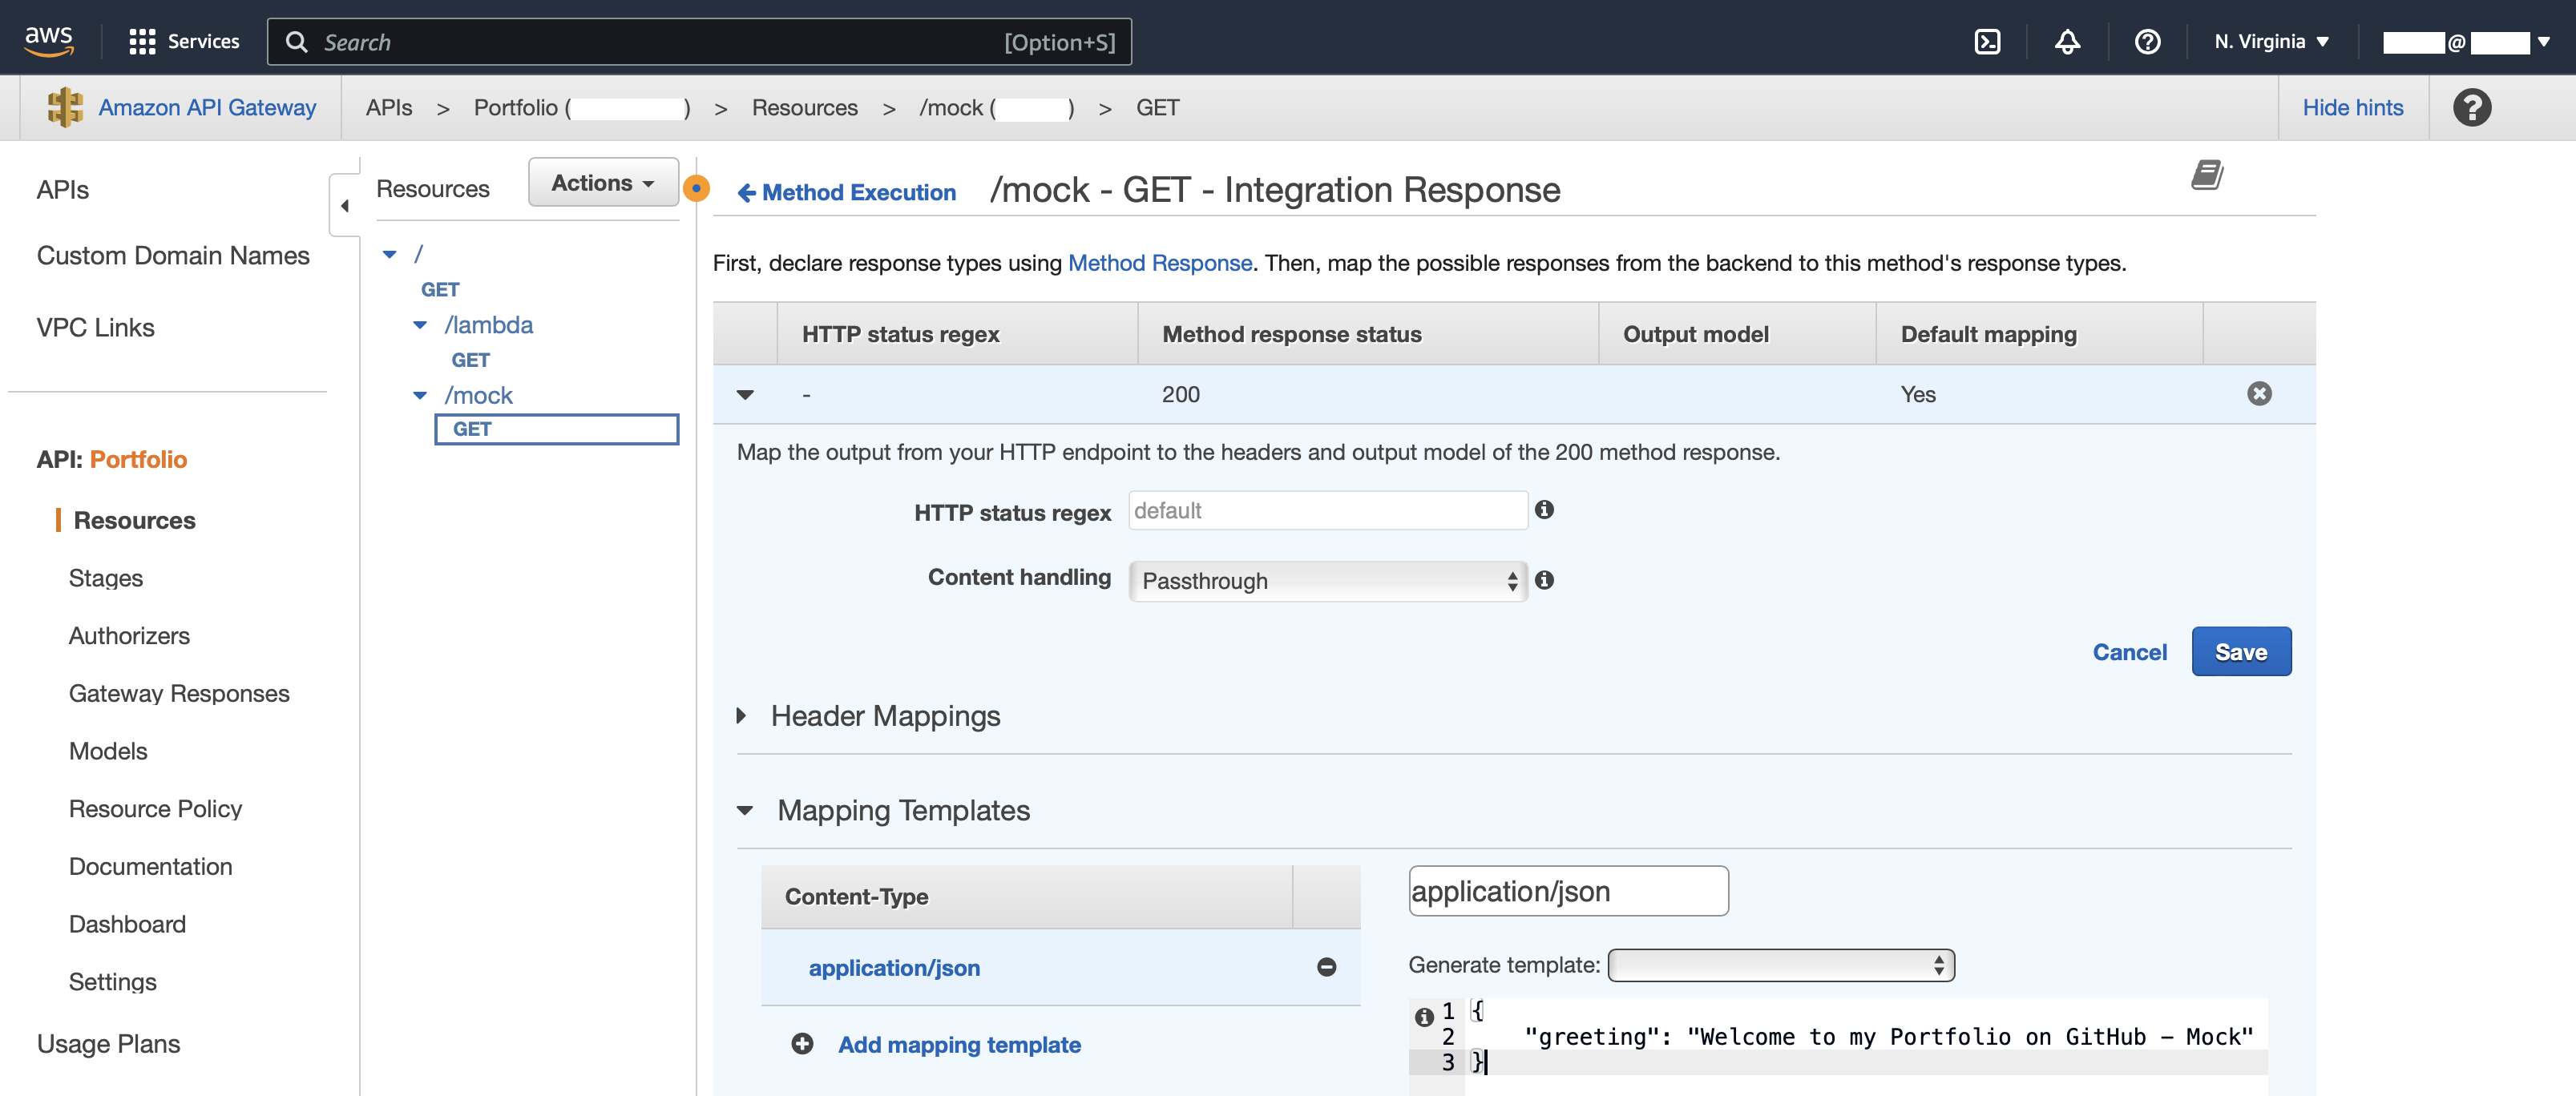 aws Services Search [Option+S] N. Virginia @
Amazon API Gateway APIs > Portfolio ( ) > Resources > /mock ( ) > GET Hide hints ?
APIs
Custom Domain Names
VPC Links
API: Portfolio
Resources
Stages
Authorizers
Gateway Responses
Models
Resource Policy
Documentation
Dashboard
Settings
Usage Plans
Resources Actions
/
GET
/lambda
GET
/mock
GET
Method Execution /mock - GET - Integration Response
First, declare response types using Method Response. Then, map the possible responses from the backend to this method's response types.
HTTP status regex Method response status Output model Default mapping
- 200 Yes
Map the output from your HTTP endpoint to the headers and output model of the 200 method response.
HTTP status regex default
Content handling Passthrough
Cancel Save
Header Mappings
Mapping Templates
Content-Type
application/json
Add mapping template
application/json
Generate template:
1 {
2 "greeting": "Welcome to my Portfolio on GitHub – Mock"
3 }